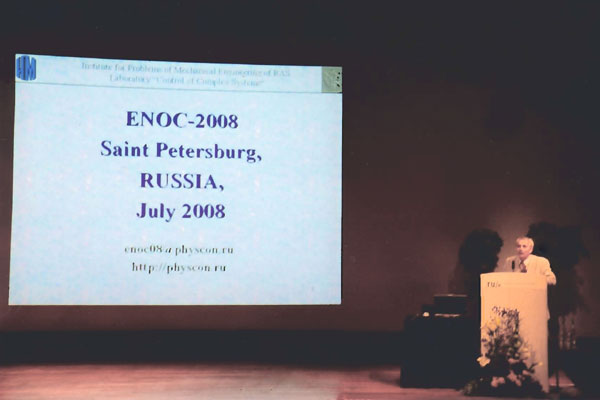 Institute for Problems of Mechanical Engineering of RAS
Laboratory "Control of Complex Systems"
ENOC-2008
Saint Petersburg,
RUSSIA,
July 2008
enoc08@physcon.ru
http://physcon.ru